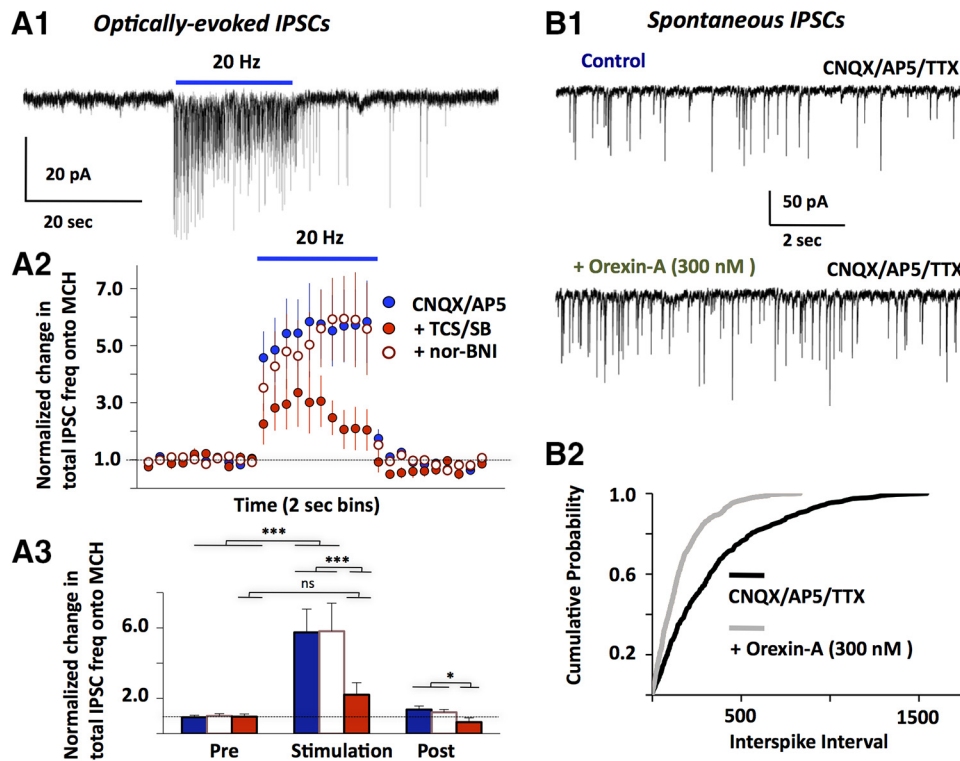 A1
Optically-evoked IPSCs
20 Hz
20 pA
20 sec
A2
20 Hz
Normalized change in
total IPSC freq onto MCH
7.0
5.0
3.0
1.0
CNQX/AP5
+ TCS/SB
+ nor-BNI
Time (2 sec bins)
A3
Normalized change in
total IPSC freq onto MCH
6.0
2.0
***
***
ns
*
Pre
Stimulation
Post
B1
Spontaneous IPSCs
Control
CNQX/AP5/TTX
50 pA
2 sec
+ Orexin-A (300 nM )
CNQX/AP5/TTX
B2
Cumulative Probability
1.0
0.6
0.2
CNQX/AP5/TTX
+ Orexin-A (300 nM )
500
1500
Interspike Interval